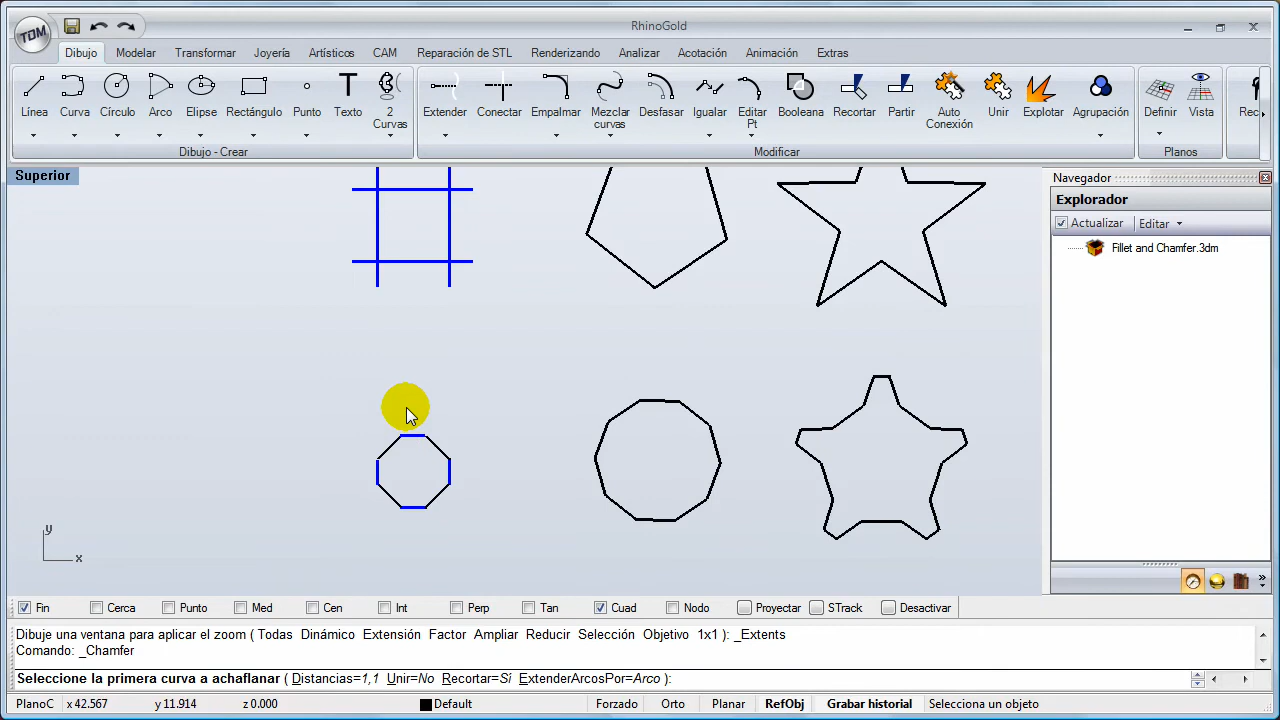 TDM
RhinoGold
Dibujo Modelar Transformar Joyería Artísticos CAM Reparación de STL Renderizando Analizar Acotación Animación Extras
Línea Curva Círculo Arco Elipse Rectángulo Punto Texto 2 Curvas Extender Conectar Empalmar Mezclar curvas Desfasar Igualar Editar Pt Booleana Recortar Partir Auto Conexión Unir Explotar Agrupación Definir Vista Rec
Dibujo - Crear Modificar Planos
Superior
Navegador
Explorador
Actualizar Editar
Fillet and Chamfer.3dm
y
x
Fin Cerca Punto Med Cen Int Perp Tan Cuad Nodo Proyectar STrack Desactivar
Dibuje una ventana para aplicar el zoom ( Todas Dinámico Extensión Factor Ampliar Reducir Selección Objetivo 1x1 ): _Extents
Comando: _Chamfer
Seleccione la primera curva a achaflanar ( Distancias=1,1 Unir=No Recortar=Sí ExtenderArcosPor=Arco ):
PlanoC x 42.567 y 11.914 z 0.000 Default Forzado Orto Planar RefObj Grabar historial Selecciona un objeto